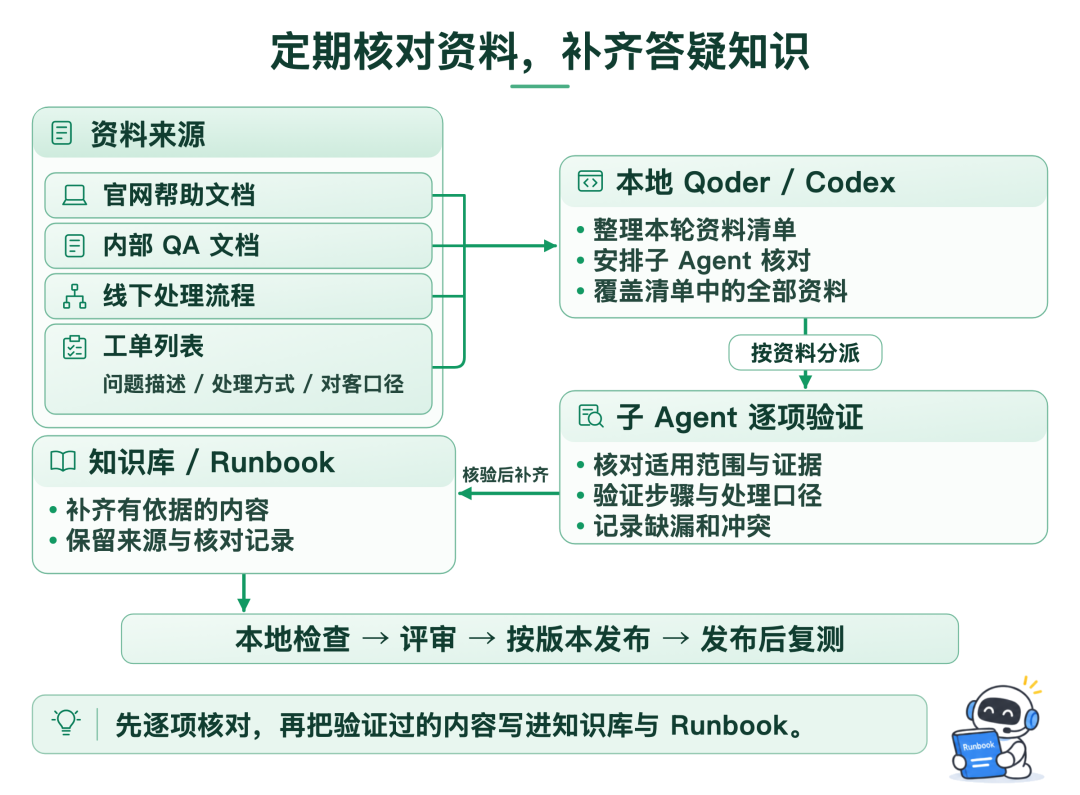 定期核对资料，补齐答疑知识
资料来源
官网帮助文档
内部 QA 文档
线下处理流程
工单列表
问题描述 / 处理方式 / 对客口径
本地 Qoder / Codex
• 整理本轮资料清单
• 安排子 Agent 核对
• 覆盖清单中的全部资料
按资料分派
子 Agent 逐项验证
• 核对适用范围与证据
• 验证步骤与处理口径
• 记录缺漏和冲突
核验后补齐
知识库 / Runbook
• 补齐有依据的内容
• 保留来源与核对记录
本地检查 → 评审 → 按版本发布 → 发布后复测
先逐项核对，再把验证过的内容写进知识库与 Runbook。
Runbook